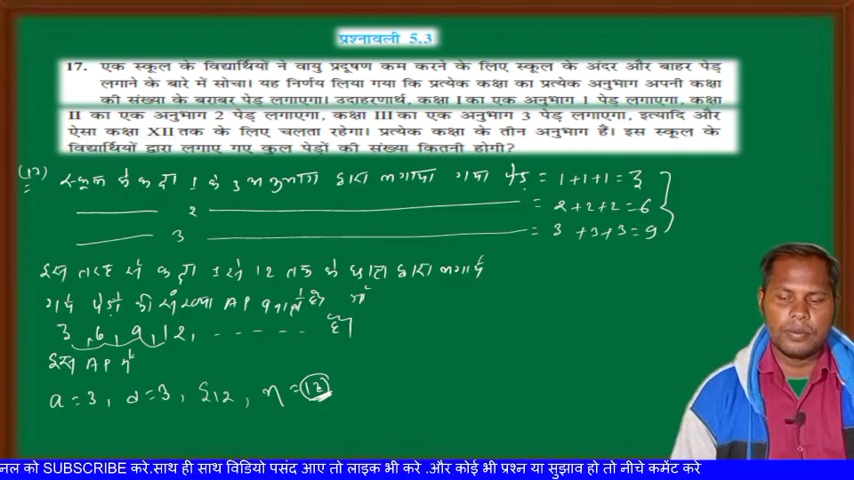 प्रश्नावली 5.3
17. एक स्कूल के विद्यार्थियों ने वायु प्रदूषण कम करने के लिए स्कूल के अंदर और बाहर पेड़
लगाने के बारे में सोचा। यह निर्णय लिया गया कि प्रत्येक कक्षा का प्रत्येक अनुभाग अपनी कक्षा
की संख्या के बराबर पेड़ लगाएगा। उदाहरणार्थ, कक्षा I का एक अनुभाग 1 पेड़ लगाएगा, कक्षा
II का एक अनुभाग 2 पेड़ लगाएगा, कक्षा III का एक अनुभाग 3 पेड़ लगाएगा, इत्यादि और
ऐसा कक्षा XII तक के लिए चलता रहेगा। प्रत्येक कक्षा के तीन अनुभाग हैं। इस स्कूल के
विद्यार्थियों द्वारा लगाए गए कुल पेड़ों की संख्या कितनी होगी?
(17) स्कूल के कक्षा 1 के 3 अनुभाग द्वारा लगाया गया पेड़ = 1+1+1=3
2 = 2+2+2=6
3 = 3+3+3=9
इस तरह से कक्षा 1 से 12 तक के छात्रों द्वारा लगाये
गये पेड़ों की संख्या AP बनाते है जो
3, 6, 9, 12, ------- है
इस AP में
a=3, d=3, S12, n=12
नल को SUBSCRIBE करे.साथ ही साथ विडियो पसंद आए तो लाइक भी करे .और कोई भी प्रश्न या सुझाव हो तो नीचे कमेंट करे